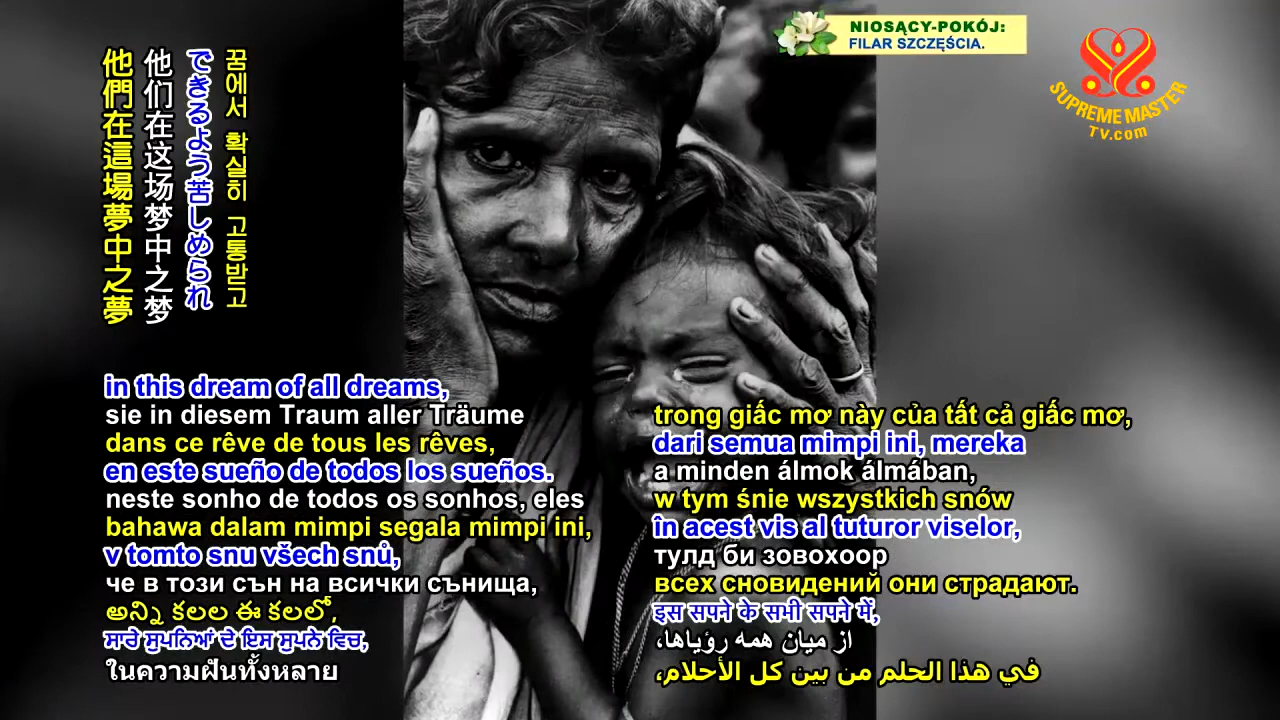 NIOSĄCY-POKÓJ:
FILAR SZCZĘŚCIA.
SUPREME MASTER
TV.com
他們在這場夢中之夢
他们在这场梦中之梦
できるよう苦しめられ
꿈에서 확실히 고통받고
in this dream of all dreams,
sie in diesem Traum aller Träume
dans ce rêve de tous les rêves,
en este sueño de todos los sueños.
neste sonho de todos os sonhos, eles
bahawa dalam mimpi segala mimpi ini,
v tomto snu všech snů,
че в този сън на всички сънища,
అన్ని కలల ఈ కలలో,
ਸਾਰੇ ਸੁਪਨਿਆਂ ਦੇ ਇਸ ਸੁਪਨੇ ਵਿਚ,
ในความฝันทั้งหลาย
trong giấc mơ này của tất cả giấc mơ,
dari semua mimpi ini, mereka
a minden álmok álmában,
w tym śnie wszystkich snów
în acest vis al tuturor viselor,
тулд би зовохоор
всех сновидений они страдают.
इस सपने के सभी सपने में,
از میان همه رؤیاها،
في هذا الحلم من بين كل الأحلام،